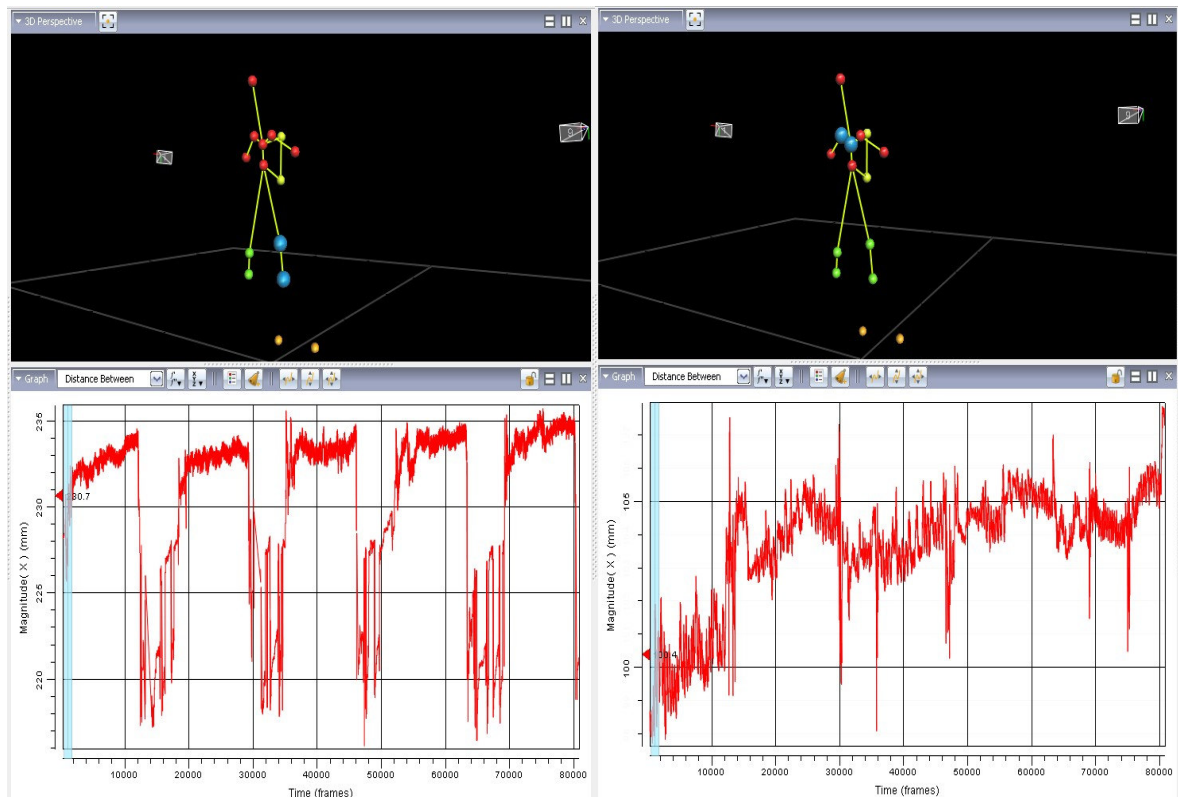 3D Perspective
3D Perspective
9
Graph Distance Between
Magnitude( X ) (mm)
235
230
225
220
30.7
10000 20000 30000 40000 50000 60000 70000 80000
Time (frames)
Graph Distance Between
Magnitude( X ) (mm)
105
100
10000 20000 30000 40000 50000 60000 70000 80000
Time (frames)